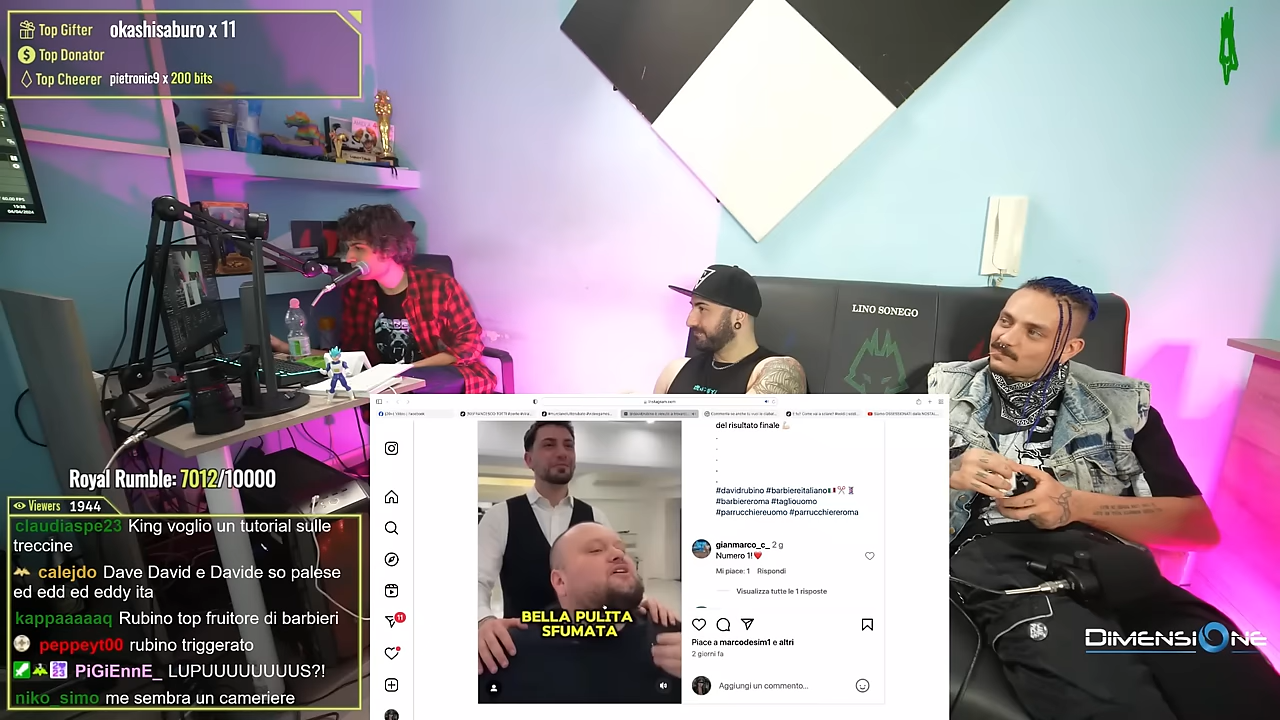 Top Gifter okashisaburo x 11
Top Donator
Top Cheerer pietronic9 x 200 bits
LINO SONEGO
Royal Rumble: 7012/10000
Viewers 1944
claudiaspe23 King voglio un tutorial sulle
treccine
calejdo Dave David e Davide so palese
ed edd ed eddy ita
kappaaaaaq Rubino top fruitore di barbieri
peppeyt00 rubino triggerato
PiGiEnnE_ LUPUUUUUUUUS?!
niko_simo me sembra un cameriere
instagram.com
BELLA PULITA
SFUMATA
del risultato finale 💪🏻
.
.
.
.
.
#davidrubino #barbiereitaliano🇮🇹✂️💈
#barbiereroma #tagliouomo
#parrucchiereuomo #parrucchiereroma
gianmarco_c_ 2 g
Numero 1!❤️
Mi piace: 1 Rispondi
Visualizza tutte le 1 risposte
11
Piace a marcodesim1 e altri
2 giorni fa
Aggiungi un commento...
DIMENSIONE